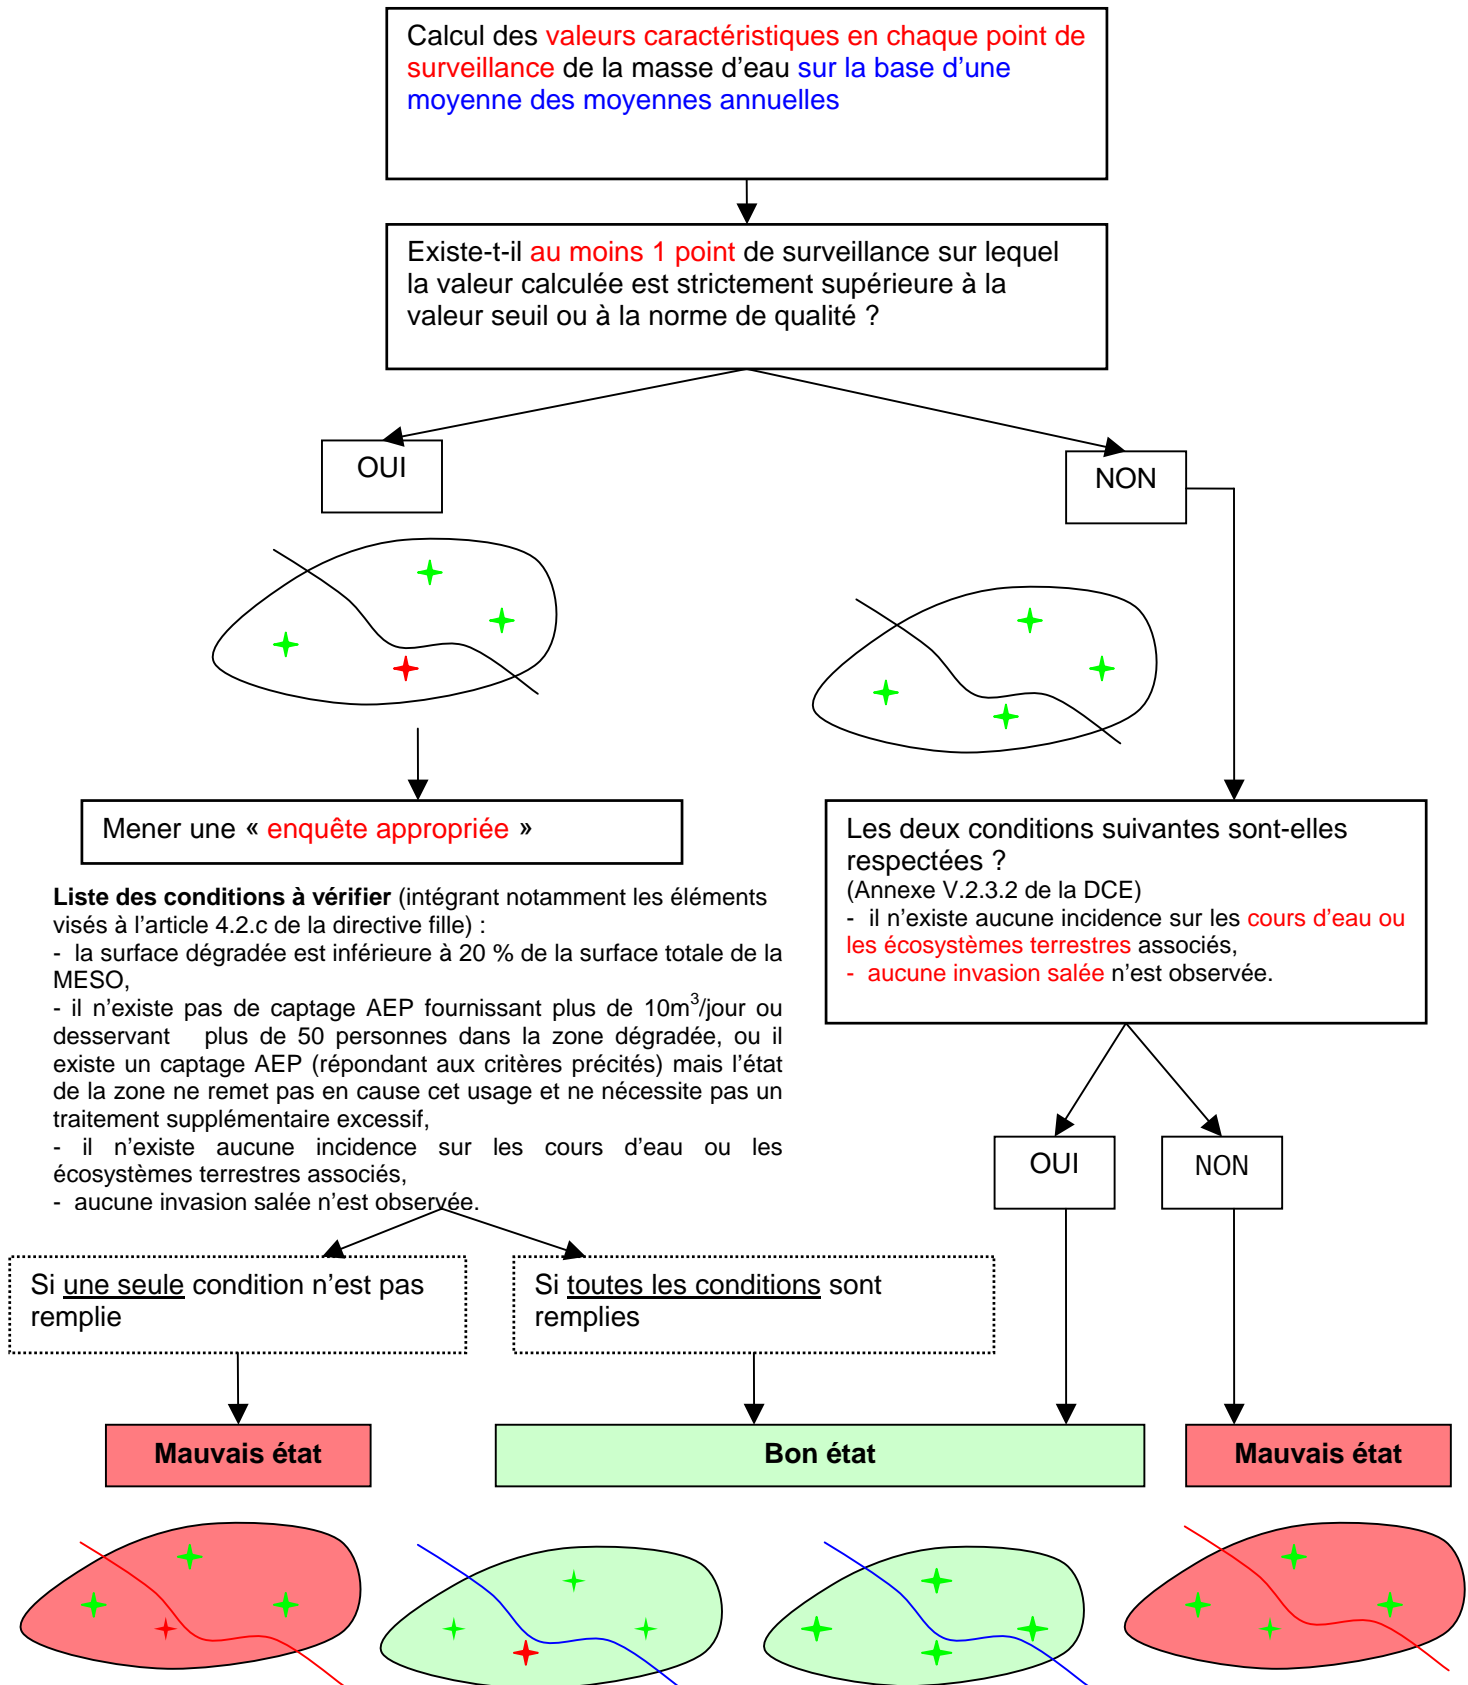 Calcul des valeurs caractéristiques en chaque point de
surveillance de la masse d'eau sur la base d'une
moyenne des moyennes annuelles
Existe-t-il au moins 1 point de surveillance sur lequel
la valeur calculée est strictement supérieure à la
valeur seuil ou à la norme de qualité ?
OUI
NON
Mener une « enquête appropriée »
Liste des conditions à vérifier (intégrant notamment les éléments
visés à l'article 4.2.c de la directive fille) :
- la surface dégradée est inférieure à 20 % de la surface totale de la
MESO,
- il n'existe pas de captage AEP fournissant plus de 10m³/jour ou
desservant plus de 50 personnes dans la zone dégradée, ou il
existe un captage AEP (répondant aux critères précités) mais l'état
de la zone ne remet pas en cause cet usage et ne nécessite pas un
traitement supplémentaire excessif,
- il n'existe aucune incidence sur les cours d'eau ou les
écosystèmes terrestres associés,
- aucune invasion salée n'est observée.
Les deux conditions suivantes sont-elles
respectées ?
(Annexe V.2.3.2 de la DCE)
- il n'existe aucune incidence sur les cours d'eau ou
les écosystèmes terrestres associés,
- aucune invasion salée n'est observée.
OUI
NON
Si une seule condition n'est pas
remplie
Si toutes les conditions sont
remplies
Mauvais état
Bon état
Mauvais état